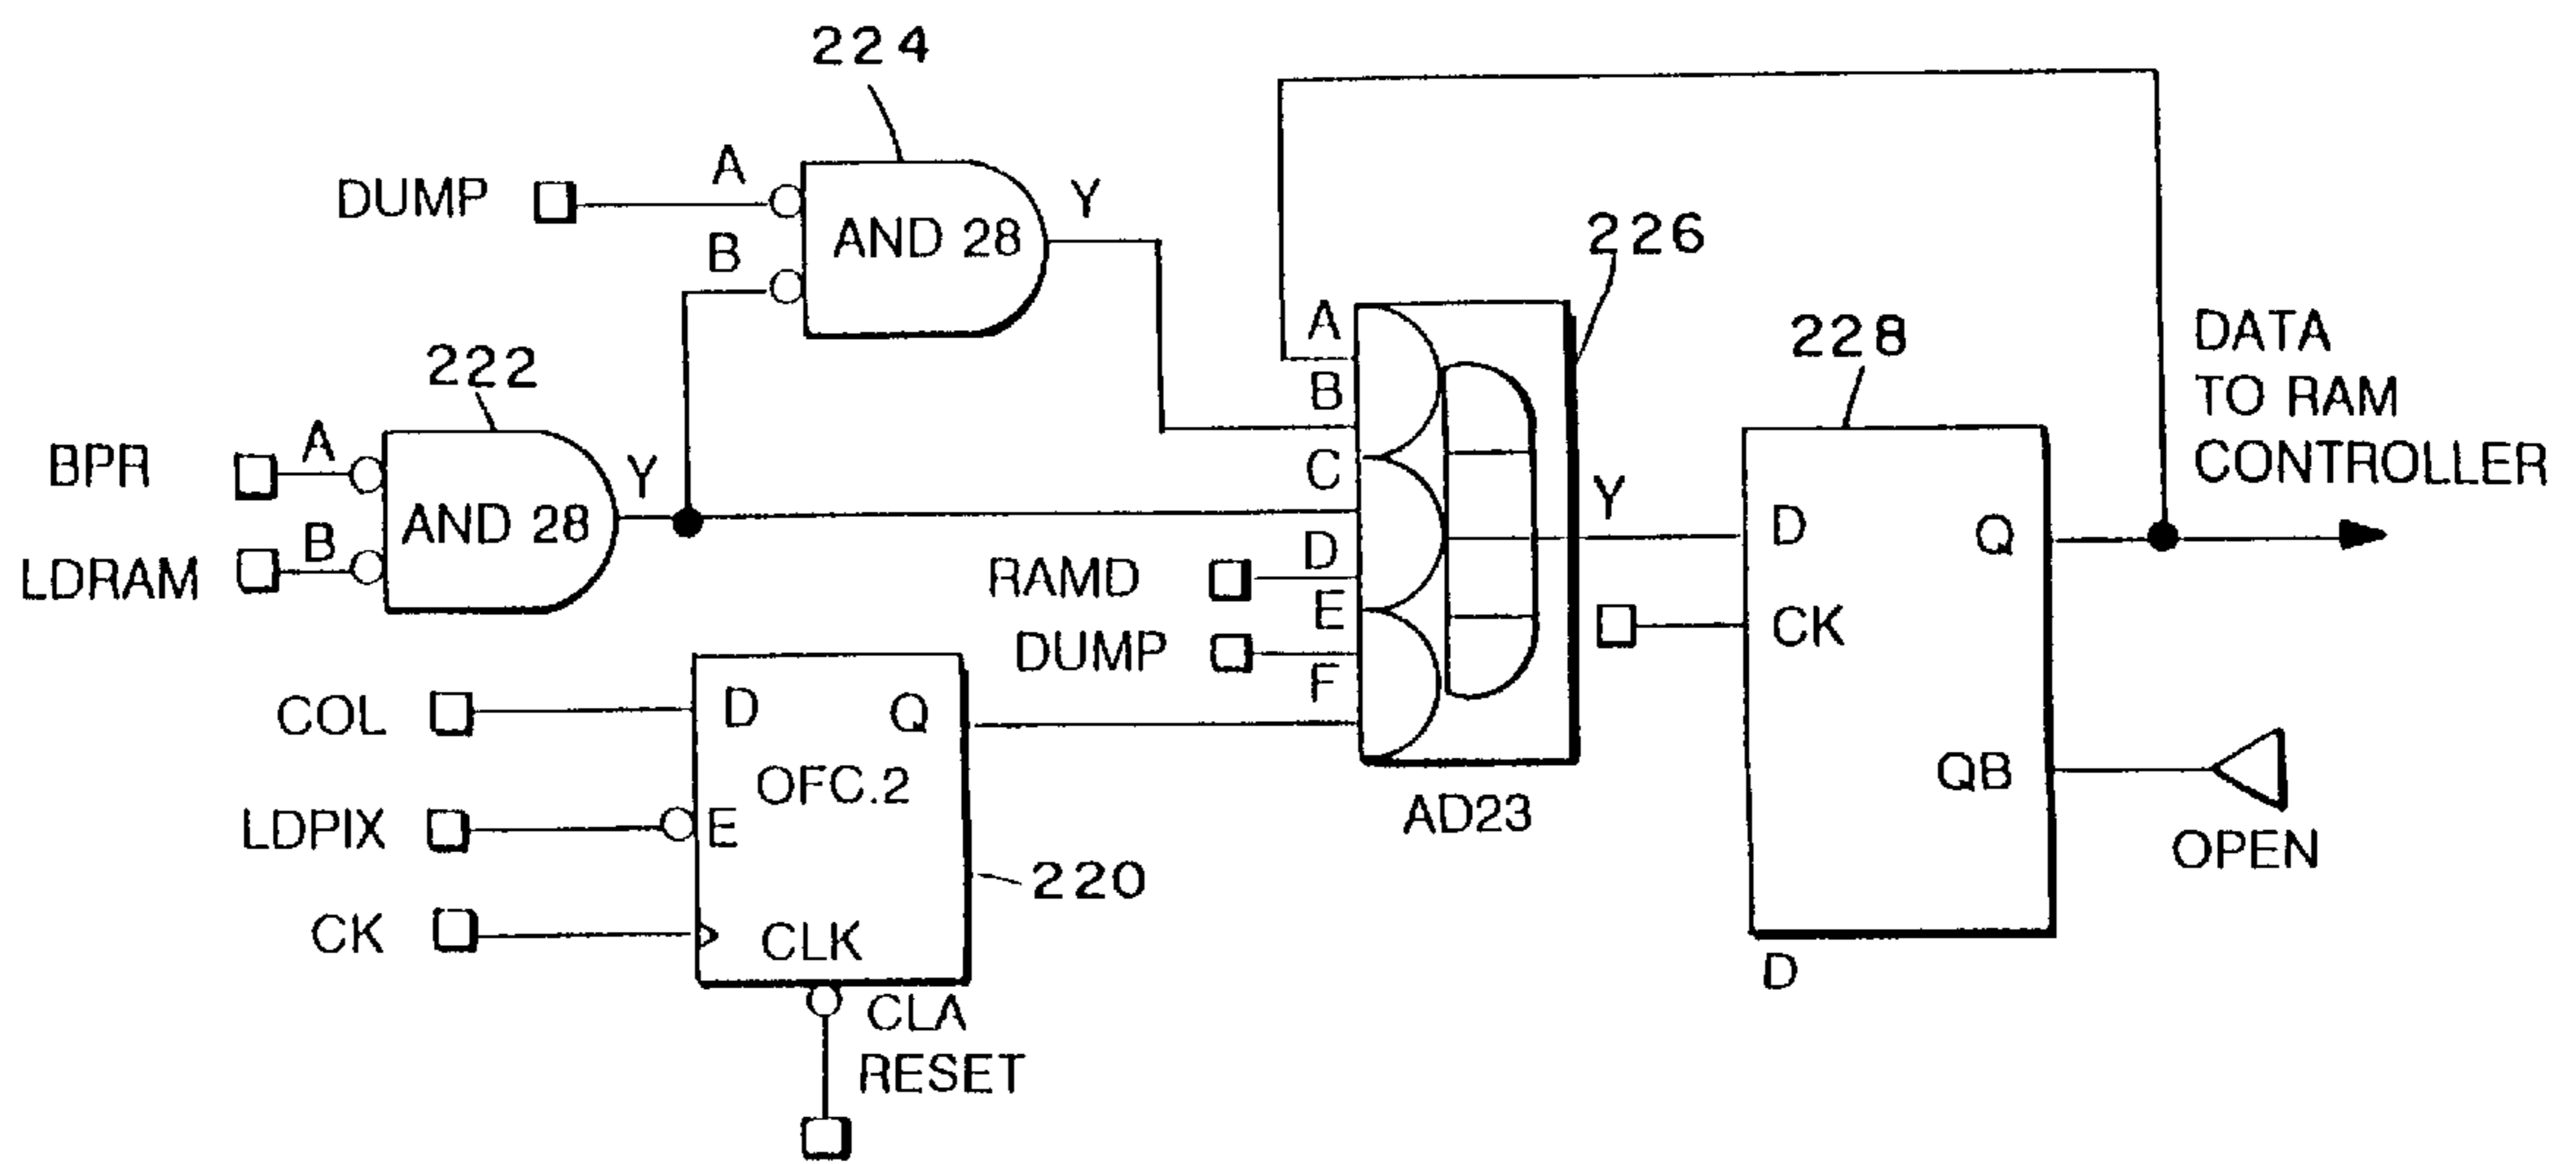 224
DUMP
A
B
AND 28
Y
226
222
BPR
A
LDRAM
B
AND 28
Y
A
B
C
D
E
F
RAMD
DUMP
Y
AD23
228
D
Q
CK
QB
D
DATA
TO RAM
CONTROLLER
OPEN
COL
D
Q
OFC.2
LDPIX
E
220
CK
CLK
CLA
RESET